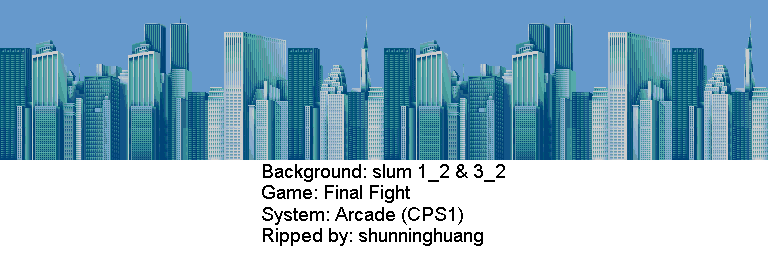 Background: slum 1_2 & 3_2
Game: Final Fight
System: Arcade (CPS1)
Ripped by: shunninghuang